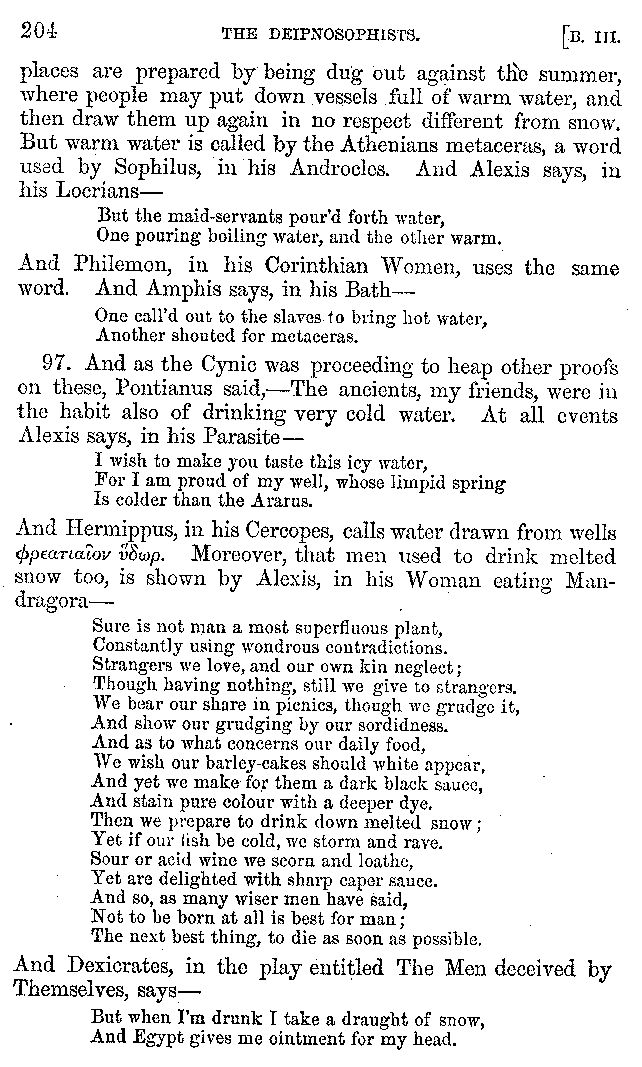 204 THE DEIPNOSOPHISTS. [B. III.
places are prepared by being dug out against the summer,
where people may put down vessels full of warm water, and
then draw them up again in no respect different from snow.
But warm water is called by the Athenians metaceras, a word
used by Sophilus, in his Androcles. And Alexis says, in
his Locrians—
But the maid-servants pour'd forth water,
One pouring boiling water, and the other warm.
And Philemon, in his Corinthian Women, uses the same
word. And Amphis says, in his Bath—
One call'd out to the slaves to bring hot water,
Another shouted for metaceras.
97. And as the Cynic was proceeding to heap other proofs
on these, Pontianus said,—The ancients, my friends, were in
the habit also of drinking very cold water. At all events
Alexis says, in his Parasite—
I wish to make you taste this icy water,
For I am proud of my well, whose limpid spring
Is colder than the Ararus.
And Hermippus, in his Cercopes, calls water drawn from wells
φρεατιαῖον ὕδωρ. Moreover, that men used to drink melted
snow too, is shown by Alexis, in his Woman eating Man-
dragora—
Sure is not man a most superfluous plant,
Constantly using wondrous contradictions.
Strangers we love, and our own kin neglect;
Though having nothing, still we give to strangers.
We bear our share in picnics, though we grudge it,
And show our grudging by our sordidness.
And as to what concerns our daily food,
We wish our barley-cakes should white appear,
And yet we make for them a dark black sauce,
And stain pure colour with a deeper dye.
Then we prepare to drink down melted snow;
Yet if our fish be cold, we storm and rave.
Sour or acid wine we scorn and loathe,
Yet are delighted with sharp caper sauce.
And so, as many wiser men have said,
Not to be born at all is best for man;
The next best thing, to die as soon as possible.
And Dexicrates, in the play entitled The Men deceived by
Themselves, says—
But when I'm drunk I take a draught of snow,
And Egypt gives me ointment for my head.